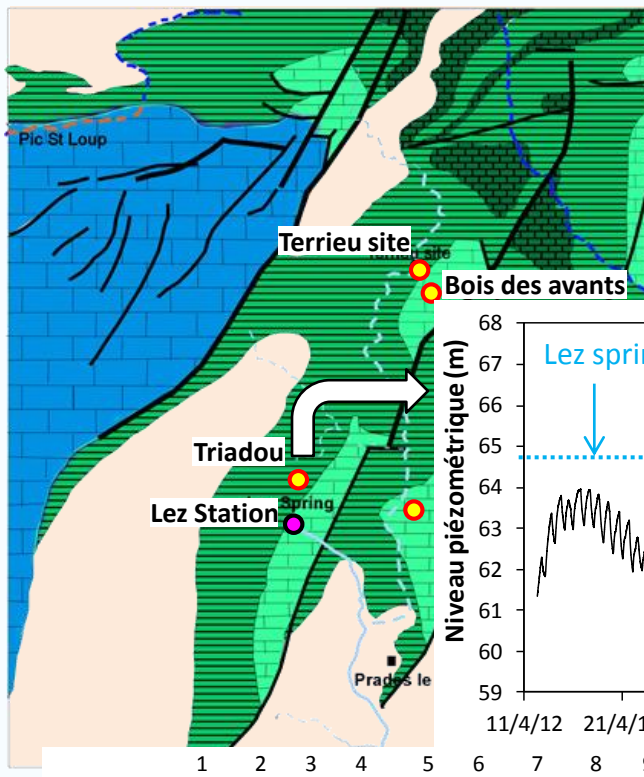 Pic St Loup
Terrieu site
Terrieu site
Bois des avants
Niveau piézométrique (m)
68
67
66
65
64
63
62
61
60
59
Lez sprin
Triadou
Spring
Lez Station
Prades le
11/4/12 21/4/1
1 2 3 4 5 6 7 8